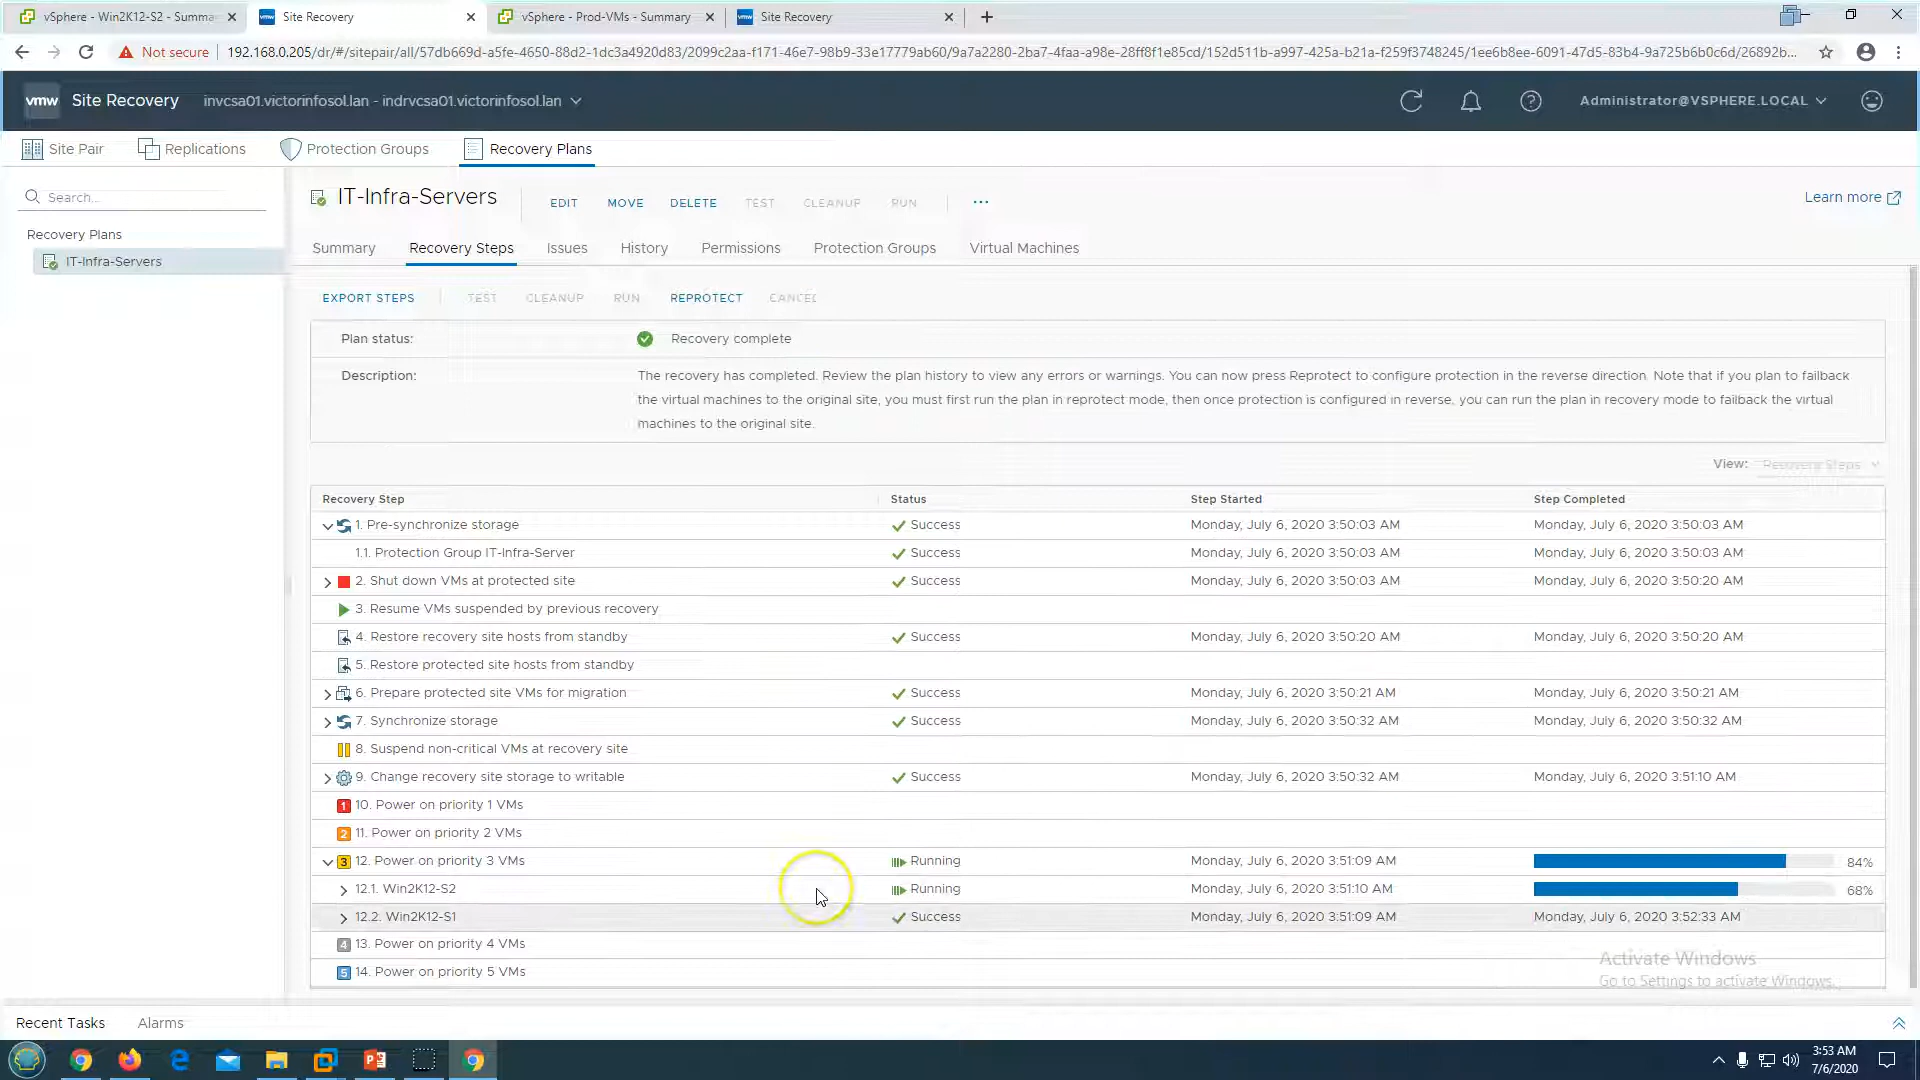 vSphere - Win2K12-S2 - Summa
Site Recovery
vSphere - Prod-VMs - Summary
Site Recovery
Not secure
192.168.0.205/dr/#/sitepair/all/57db669d-a5fe-4650-88d2-1dc3a4920d83/2099c2aa-f171-46e7-98b9-33e17779ab60/9a7a2280-2ba7-4faa-a98e-28ff8f1e85cd/152d511b-a997-425a-b21a-f259f3748245/1ee6b8ee-6091-47d5-83b4-9a725b6b0c6d/26892b...
vmw Site Recovery invcsa01.victorinfosol.lan - indrvcsa01.victorinfosol.lan
Administrator@VSPHERE.LOCAL
Site Pair
Replications
Protection Groups
Recovery Plans
Search...
Recovery Plans
IT-Infra-Servers
IT-Infra-Servers
EDIT MOVE DELETE TEST CLEANUP RUN ...
Learn more
Summary Recovery Steps Issues History Permissions Protection Groups Virtual Machines
EXPORT STEPS TEST CLEANUP RUN REPROTECT CANCEL
Plan status: Recovery complete
Description: The recovery has completed. Review the plan history to view any errors or warnings. You can now press Reprotect to configure protection in the reverse direction. Note that if you plan to failback
the virtual machines to the original site, you must first run the plan in reprotect mode, then once protection is configured in reverse, you can run the plan in recovery mode to failback the virtual
machines to the original site.
View: Recovery Steps
Recovery Step Status Step Started Step Completed
1. Pre-synchronize storage Success Monday, July 6, 2020 3:50:03 AM Monday, July 6, 2020 3:50:03 AM
1.1. Protection Group IT-Infra-Server Success Monday, July 6, 2020 3:50:03 AM Monday, July 6, 2020 3:50:03 AM
2. Shut down VMs at protected site Success Monday, July 6, 2020 3:50:03 AM Monday, July 6, 2020 3:50:20 AM
3. Resume VMs suspended by previous recovery
4. Restore recovery site hosts from standby Success Monday, July 6, 2020 3:50:20 AM Monday, July 6, 2020 3:50:20 AM
5. Restore protected site hosts from standby
6. Prepare protected site VMs for migration Success Monday, July 6, 2020 3:50:21 AM Monday, July 6, 2020 3:50:21 AM
7. Synchronize storage Success Monday, July 6, 2020 3:50:32 AM Monday, July 6, 2020 3:50:32 AM
8. Suspend non-critical VMs at recovery site
9. Change recovery site storage to writable Success Monday, July 6, 2020 3:50:32 AM Monday, July 6, 2020 3:51:10 AM
1 10. Power on priority 1 VMs
2 11. Power on priority 2 VMs
3 12. Power on priority 3 VMs Running Monday, July 6, 2020 3:51:09 AM 84%
12.1. Win2K12-S2 Running Monday, July 6, 2020 3:51:10 AM 68%
12.2. Win2K12-S1 Success Monday, July 6, 2020 3:51:09 AM Monday, July 6, 2020 3:52:33 AM
4 13. Power on priority 4 VMs
5 14. Power on priority 5 VMs
Activate Windows
Go to Settings to activate Windows.
Recent Tasks Alarms
3:53 AM
7/6/2020